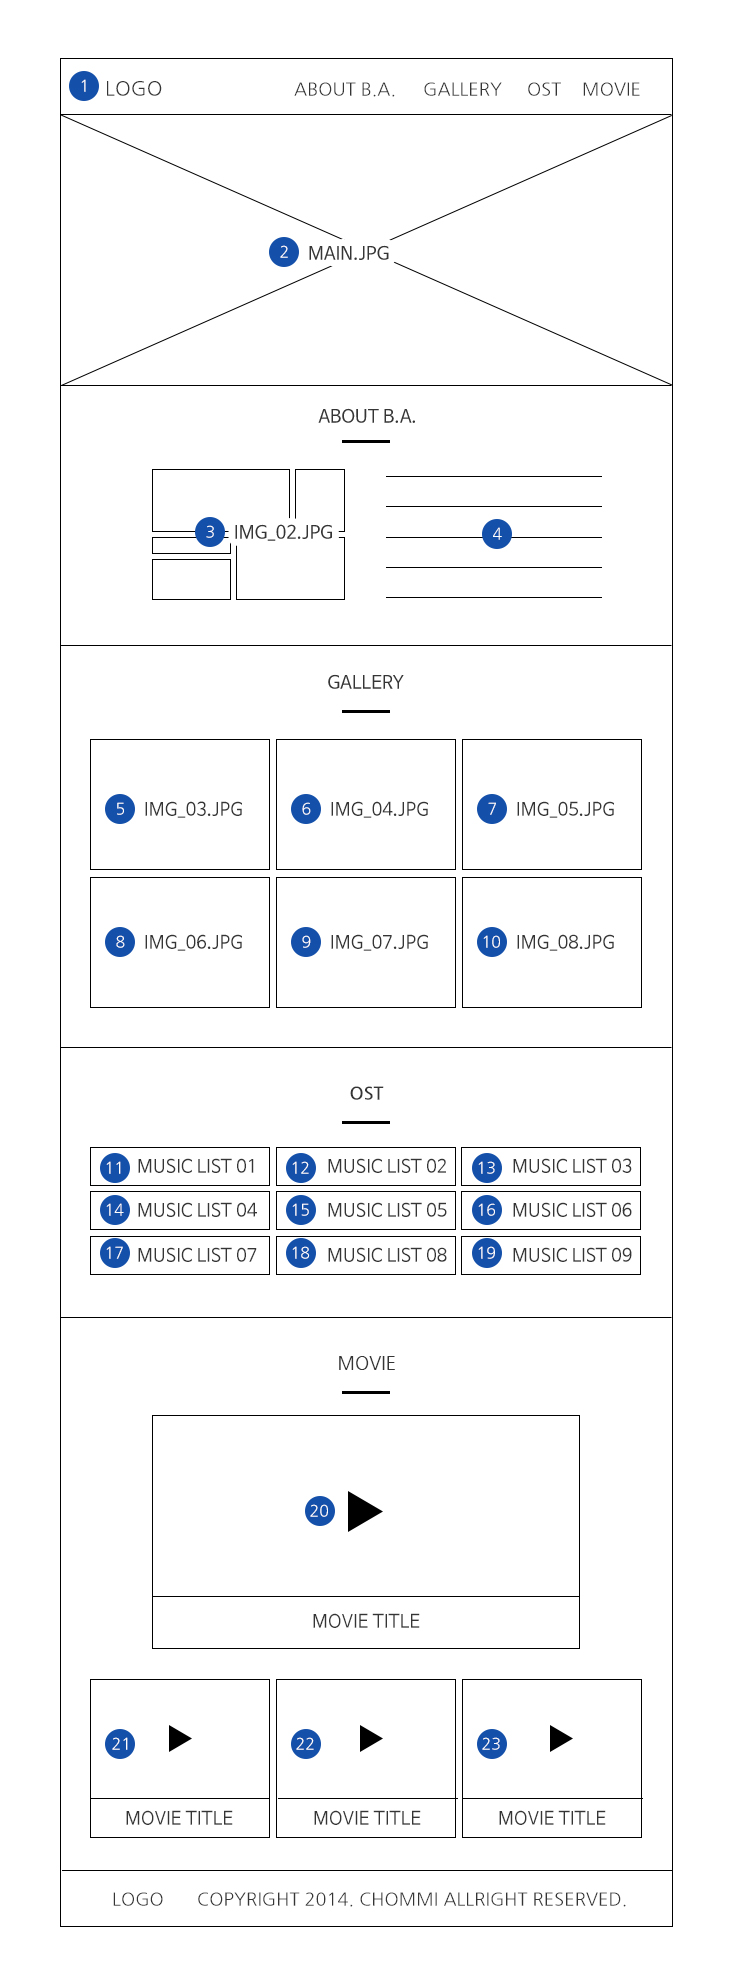 1 LOGO ABOUT B.A. GALLERY OST MOVIE
2 MAIN.JPG
ABOUT B.A.
3 IMG_02.JPG 4
GALLERY
5 IMG_03.JPG 6 IMG_04.JPG 7 IMG_05.JPG
8 IMG_06.JPG 9 IMG_07.JPG 10 IMG_08.JPG
OST
11 MUSIC LIST 01 12 MUSIC LIST 02 13 MUSIC LIST 03
14 MUSIC LIST 04 15 MUSIC LIST 05 16 MUSIC LIST 06
17 MUSIC LIST 07 18 MUSIC LIST 08 19 MUSIC LIST 09
MOVIE
20
MOVIE TITLE
21 22 23
MOVIE TITLE MOVIE TITLE MOVIE TITLE
LOGO COPYRIGHT 2014. CHOMMI ALLRIGHT RESERVED.